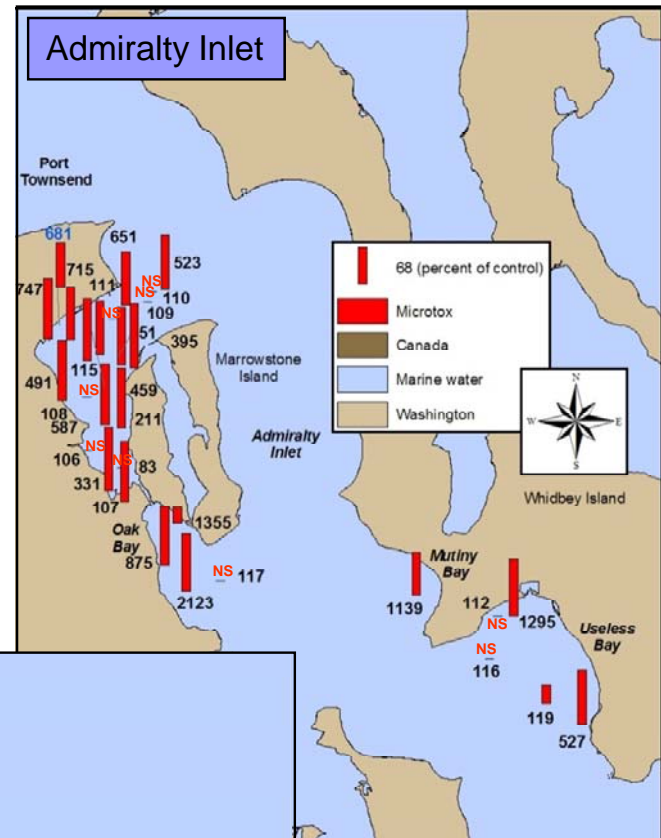 Admiralty Inlet
Port
Townsend
681
651
715
523
747
111
NS
NS
110
109
NS
51
395
115
Marrowstone
Island
491
NS
459
108
587
211
Admiralty
Inlet
106
NS
NS
83
331
107
Oak
Bay
1355
875
NS 117
2123
68 (percent of control)
Microtox
Canada
Marine water
Washington
N
W E
S
Whidbey Island
Mutiny
Bay
1139
112
NS
1295
Useless
Bay
NS
116
119
527